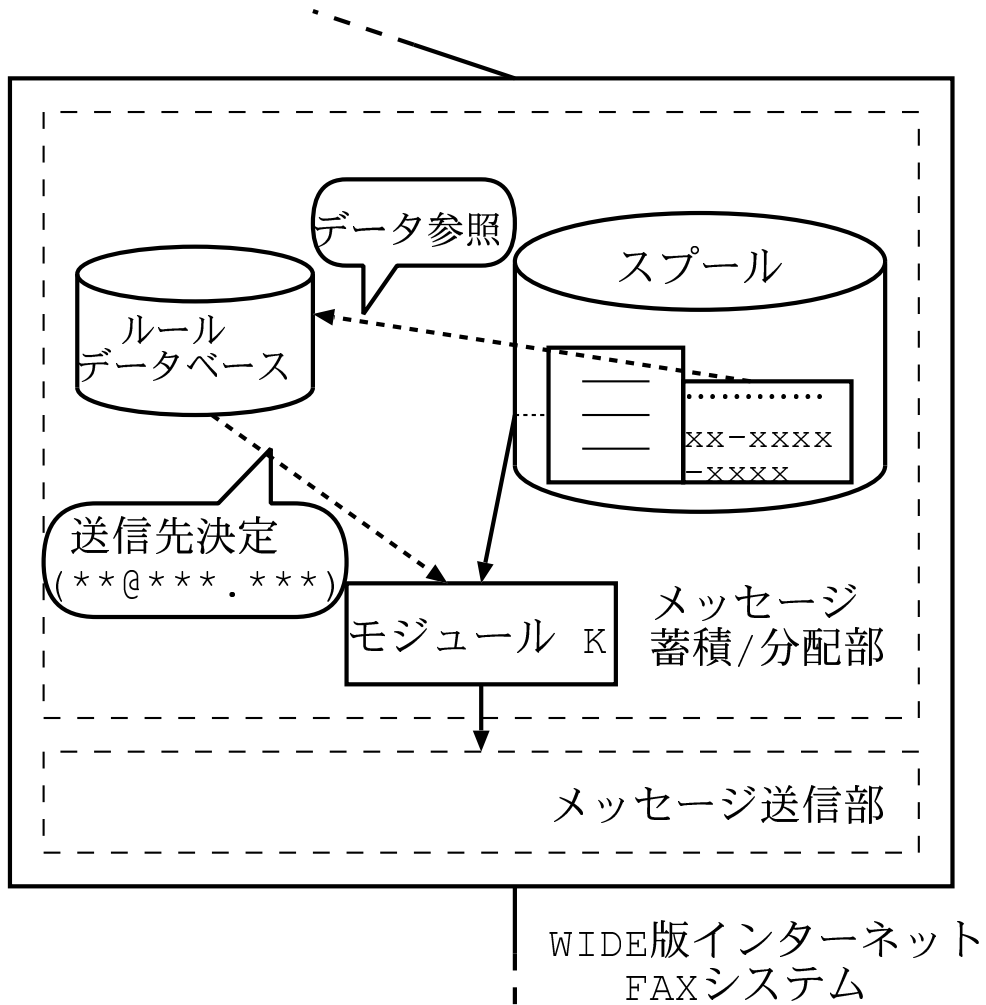 データ参照
スプール
ルール
データベース
............
xx-xxxx
-xxxx
送信先決定
(**@***.***)
モジュール K
メッセージ
蓄積/分配部
メッセージ送信部
WIDE版インターネット
FAXシステム